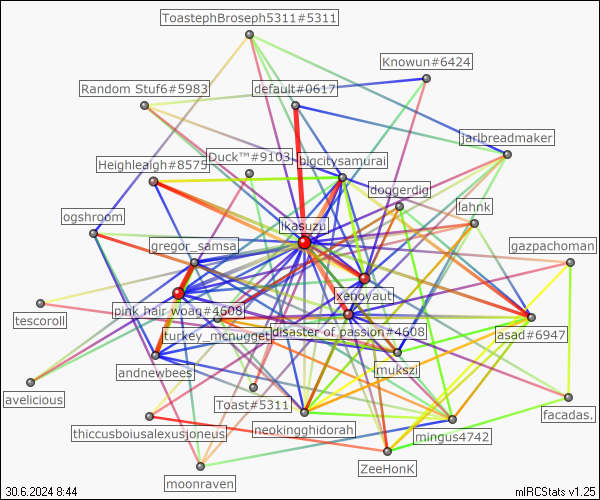 ToastephBroseph5311#5311
Knowun#6424
Random Stuf6#5983
default#0617
jarlbreadmaker
Duck™#9103
bigcitysamurai
Heighleaigh#8575
doggerdig
lahnk
ogshroom
ikasuzu
gregor_samsa
gazpachoman
xenoyaut
tescoroll
pink hair woag#4608
disaster of passion#4608
turkey_mcnugget
asad#6947
mukszi
andnewbees
avelicious
Toast#5311
facadas.
thiccusboiusalexusjoneus
neokingghidorah
mingus4742
ZeeHonK
moonraven
30.6.2024 8:44
mIRCStats v1.25